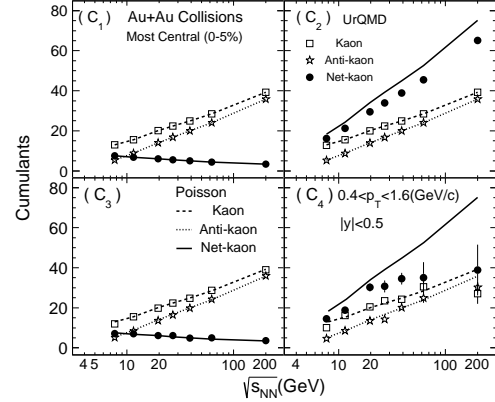 Cumulants
80
60
40
20
0
(C₁) Au+Au Collisions
Most Central (0-5%)
(C₂) UrQMD
Kaon
Anti-kaon
Net-kaon
80
60
40
20
0
(C₃) Poisson
Kaon
Anti-kaon
Net-kaon
(C₄) 0.4<p_T<1.6(GeV/c)
|y|<0.5
4 5 10 20 100 200
4 5 10 20 100 200
√s_NN(GeV)